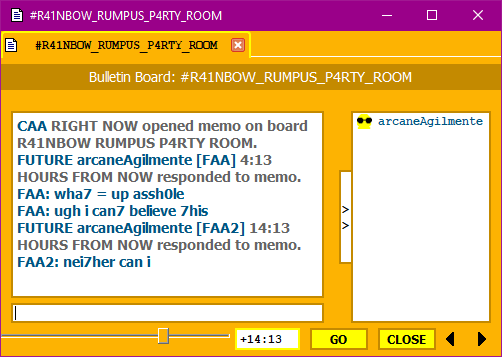 #R41NBOW_RUMPUS_P4RTY_ROOM
#R41NBOW_RUMPUS_P4RTY_ROOM
Bulletin Board: #R41NBOW_RUMPUS_P4RTY_ROOM
CAA RIGHT NOW opened memo on board
R41NBOW RUMPUS P4RTY ROOM.
FUTURE arcaneAgilmente [FAA] 4:13
HOURS FROM NOW responded to memo.
FAA: wha7 = up assh0le
FAA: ugh i can7 believe 7his
FUTURE arcaneAgilmente [FAA2] 14:13
HOURS FROM NOW responded to memo.
FAA2: nei7her can i
>
>
arcaneAgilmente
+14:13
GO
CLOSE